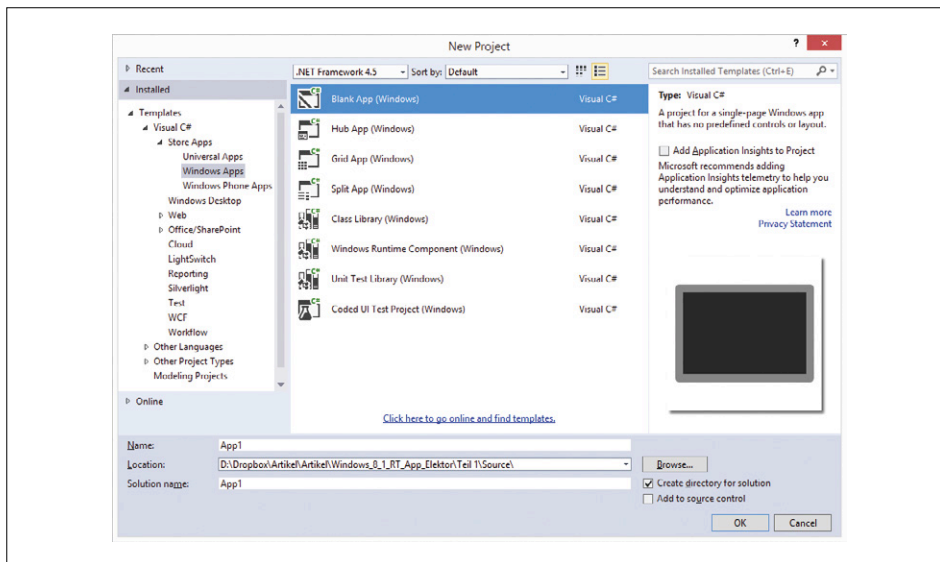 New Project
?
Recent
Installed
Templates
Visual C#
Store Apps
Universal Apps
Windows Apps
Windows Phone Apps
Windows Desktop
Web
Office/SharePoint
Cloud
LightSwitch
Reporting
Silverlight
Test
WCF
Workflow
Other Languages
Other Project Types
Modeling Projects
Online
.NET Framework 4.5 Sort by: Default
Blank App (Windows) Visual C#
Hub App (Windows) Visual C#
Grid App (Windows) Visual C#
Split App (Windows) Visual C#
Class Library (Windows) Visual C#
Windows Runtime Component (Windows) Visual C#
Unit Test Library (Windows) Visual C#
Coded UI Test Project (Windows) Visual C#
Click here to go online and find templates.
Search Installed Templates (Ctrl+E)
Type: Visual C#
A project for a single-page Windows app
that has no predefined controls or layout.
Add Application Insights to Project
Microsoft recommends adding
Application Insights telemetry to help you
understand and optimize application
performance.
Learn more
Privacy Statement
Name: App1
Location: D:\Dropbox\Artikel\Artikel\Windows_8_1_RT_App_Elektor\Teil 1\Source\
Browse...
Solution name: App1
Create directory for solution
Add to source control
OK Cancel